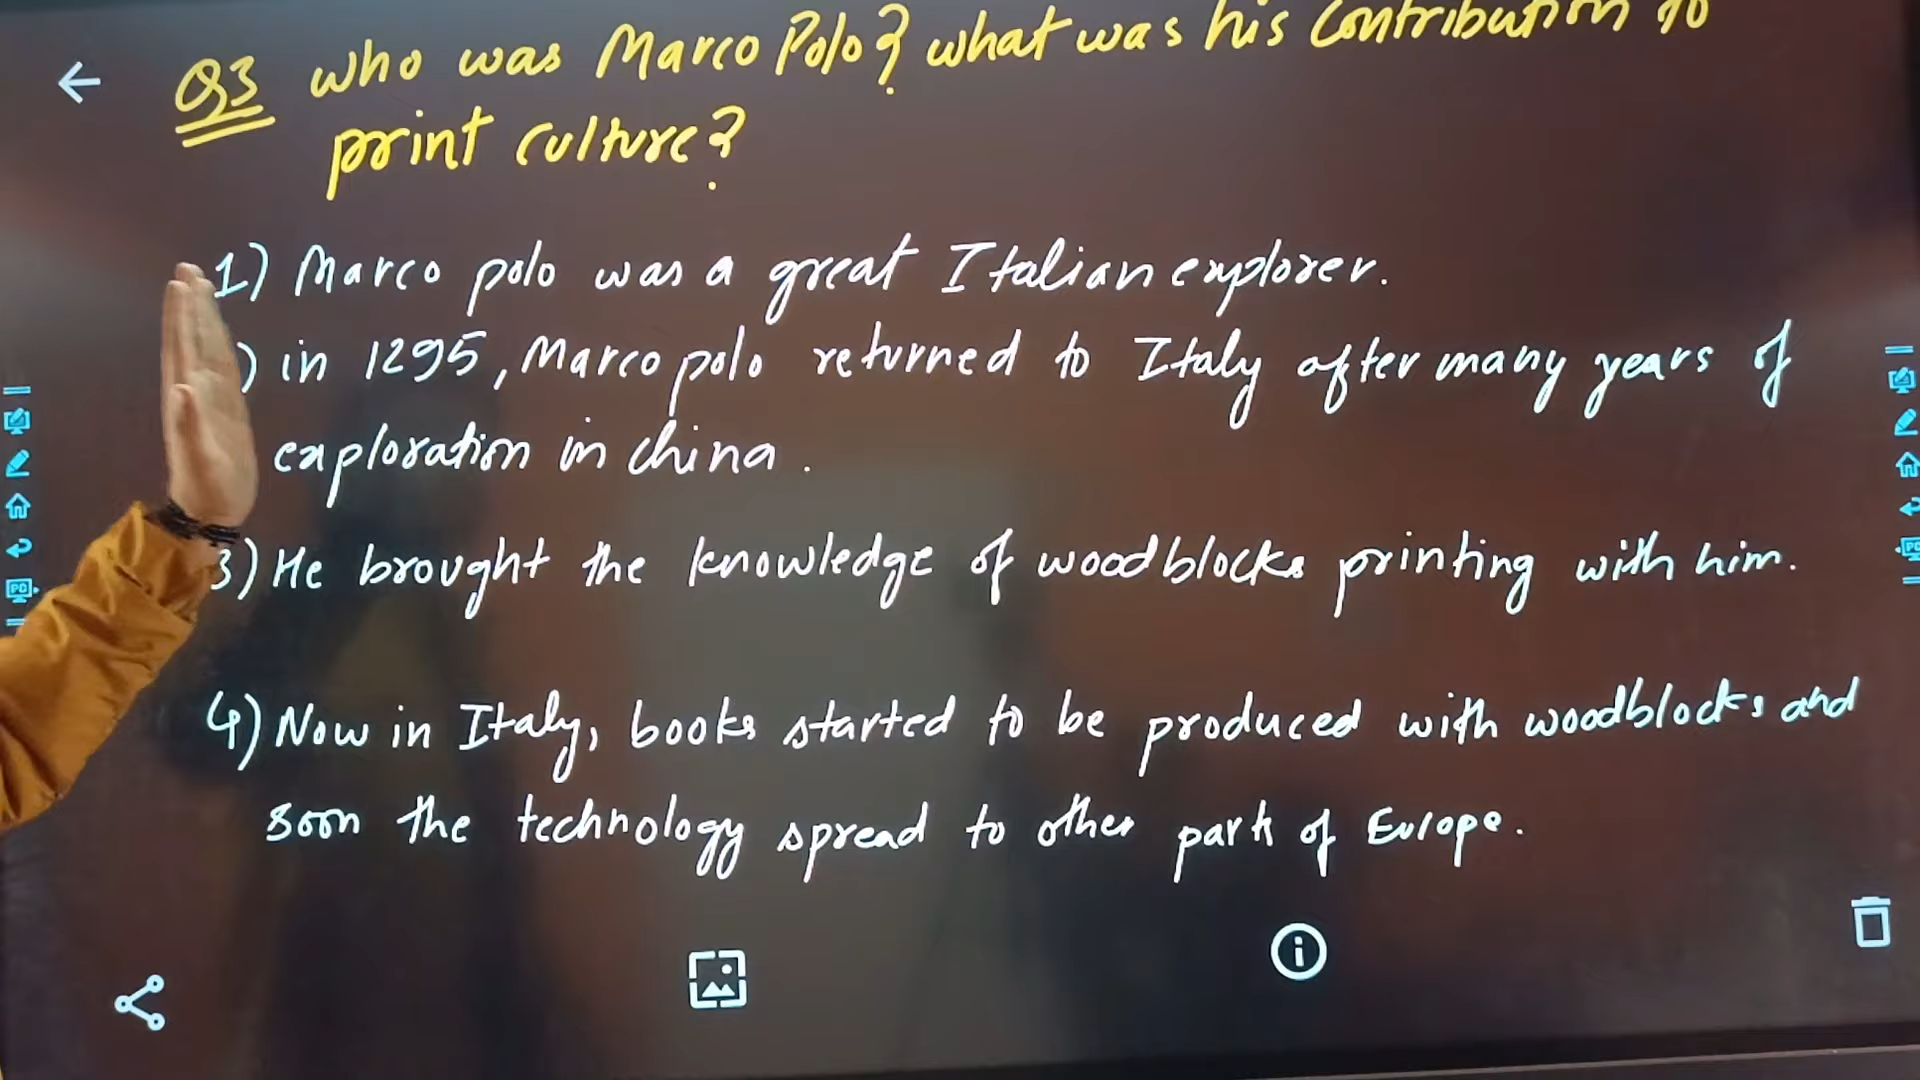 Q3 who was Marco Polo? what was his contribution to
print culture?
1) Marco polo was a great Italian explorer.
) in 1295, Marco polo returned to Italy after many years of
exploration in china.
3) He brought the knowledge of woodblocks printing with him.
4) Now in Italy, books started to be produced with woodblocks and
soon the technology spread to other part of Europe.